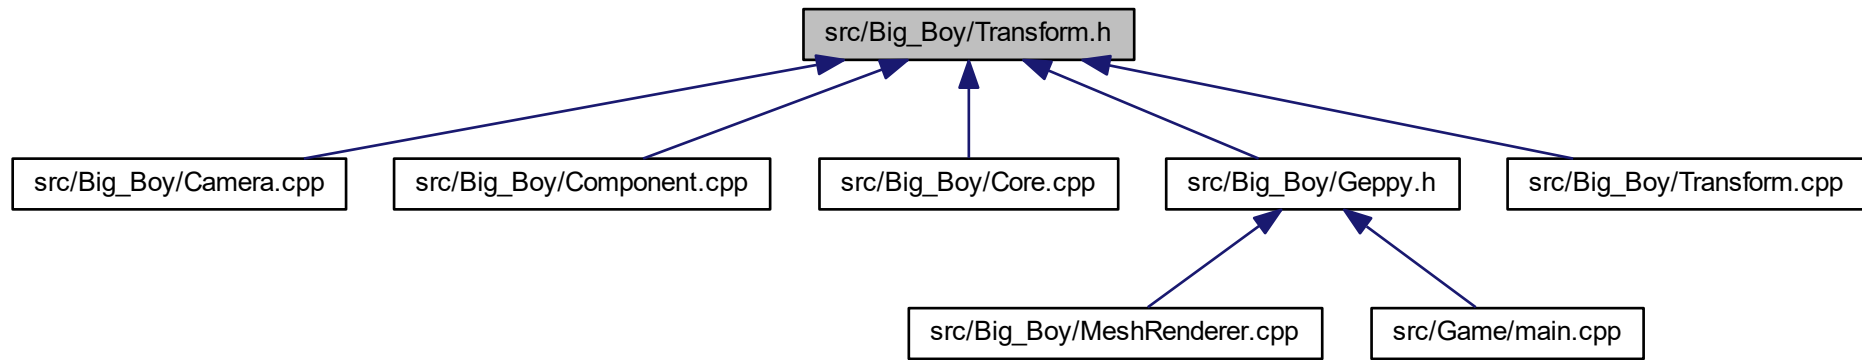 src/Big_Boy/Transform.h
src/Big_Boy/Camera.cpp
src/Big_Boy/Component.cpp
src/Big_Boy/Core.cpp
src/Big_Boy/Geppy.h
src/Big_Boy/Transform.cpp
src/Big_Boy/MeshRenderer.cpp
src/Game/main.cpp